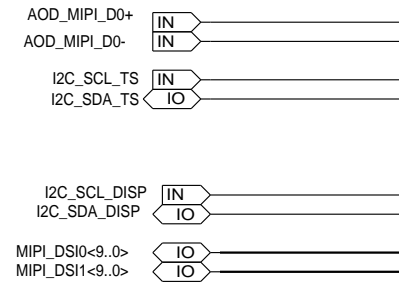 AOD_MIPI_D0+ IN
AOD_MIPI_D0- IN
I2C_SCL_TS IN
I2C_SDA_TS IO
I2C_SCL_DISP IN
I2C_SDA_DISP IO
MIPI_DSI0<9..0> IO
MIPI_DSI1<9..0> IO